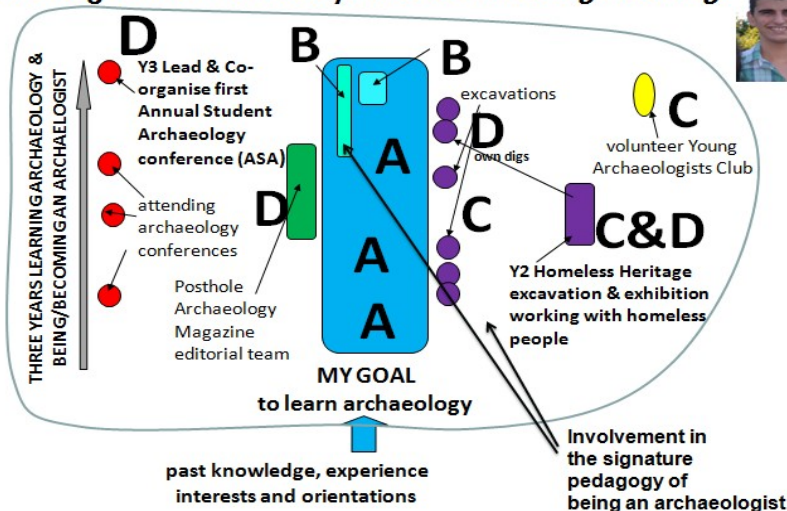 D
Y3 Lead & Co-
organise first
Annual Student
Archaeology
conference (ASA)
B
B
excavations
C
volunteer Young
Archaeologists Club
D
own digs
A
D
attending
archaeology
conferences
C
C&D
A
A
Posthole
Archaeology
Magazine
editorial team
Y2 Homeless Heritage
excavation & exhibition
working with homeless
people
THREE YEARS LEARNING ARCHAEOLOGY &
BEING/BECOMING AN ARCHAELOGIST
MY GOAL
to learn archaeology
past knowledge, experience
interests and orientations
Involvement in
the signature
pedagogy of
being an archaeologist